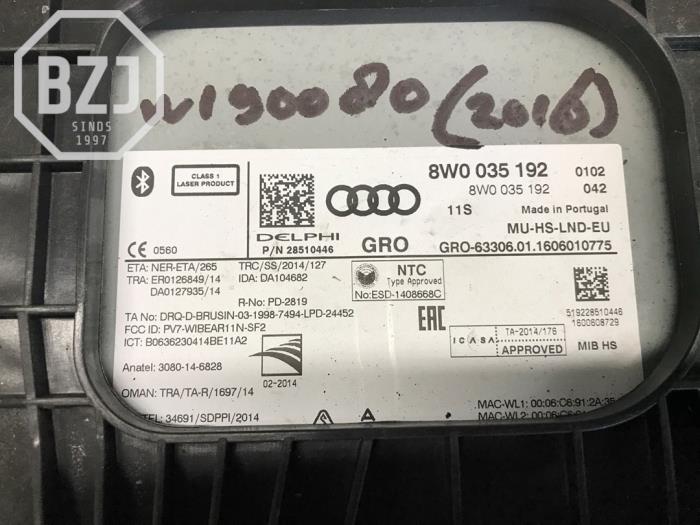 BZJ
SINDS
1997
W190080 (2016)
CLASS 1
LASER PRODUCT
8W0 035 192 0102
8W0 035 192 042
11S Made in Portugal
DELPHI
P/N 28510446
GRO
MU-HS-LND-EU
GRO-63306.01.1606010775
CE 0560
ETA: NER-ETA/265 TRC/SS/2014/127
TRA: ER0126849/14 IDA: DA104682
DA0127935/14
R-No: PD-2819
NTC
Type Approved
No:ESD-1408668C
TA No: DRQ-D-BRUSIN-03-1998-7494-LPD-24452
FCC ID: PV7-WIBEAR11N-SF2
ICT: B0636230414BE11A2
EAC
519228510446
1600608729
ICASA
TA-2014/176
APPROVED
MIB HS
Anatel: 3080-14-6828
02-2014
OMAN: TRA/TA-R/1697/14
34691/SDPPI/2014
A
MAC-WL1: 00:06:C6:91:2A:35
MAC-WL2: 00:06:C6: